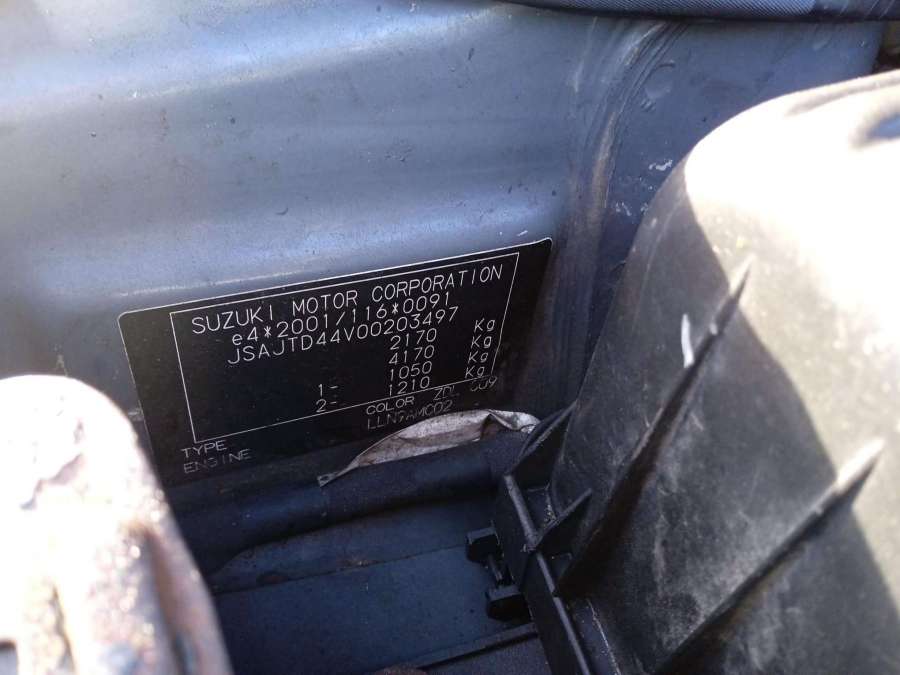 SUZUKI MOTOR CORPORATION
e4*2001/116*0091
JSAJTD44V00203497
2170 Kg
4170 Kg
1- 1050 Kg
2- 1210 Kg
COLOR ZDL
TYPE
ENGINE